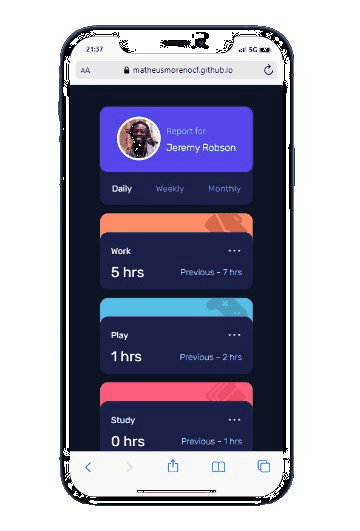 21:37
5G
AA
matheusmorenocf.github.io
Report for
Jeremy Robson
Daily Weekly Monthly
Work
5 hrs Previous - 7 hrs
Play
1 hrs Previous - 2 hrs
Study
0 hrs Previous - 1 hrs